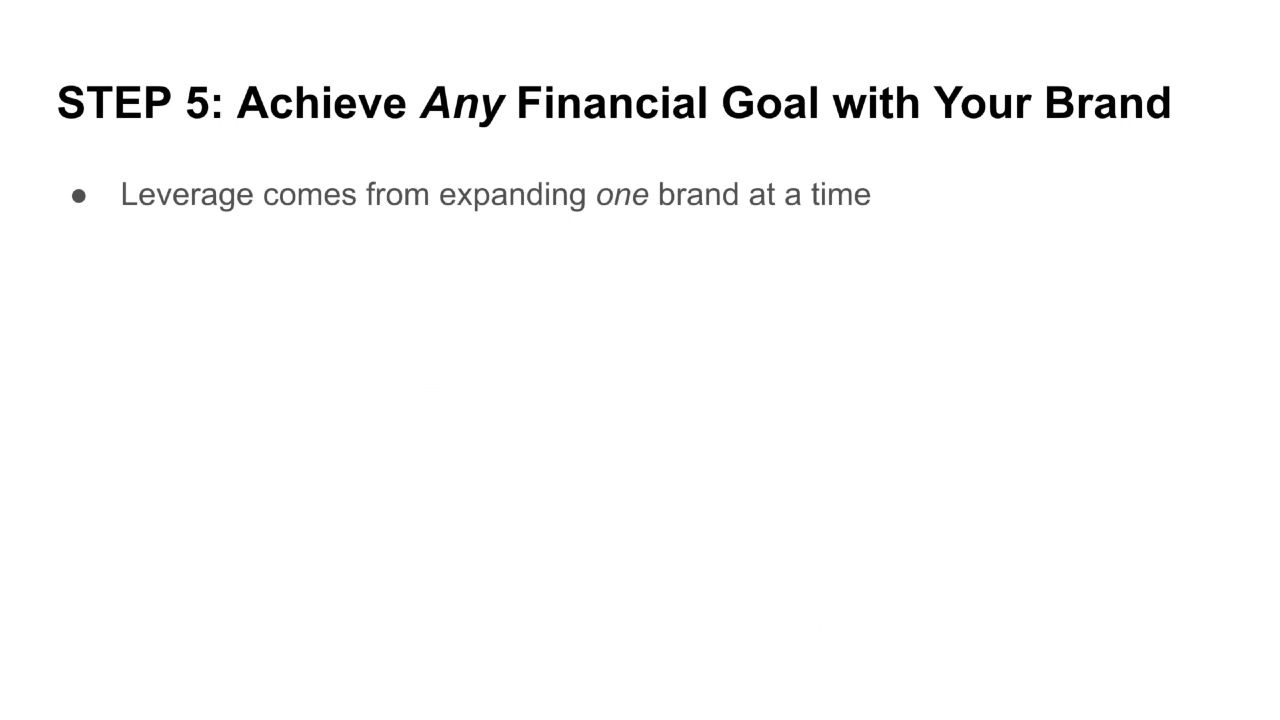 STEP 5: Achieve Any Financial Goal with Your Brand
● Leverage comes from expanding one brand at a time